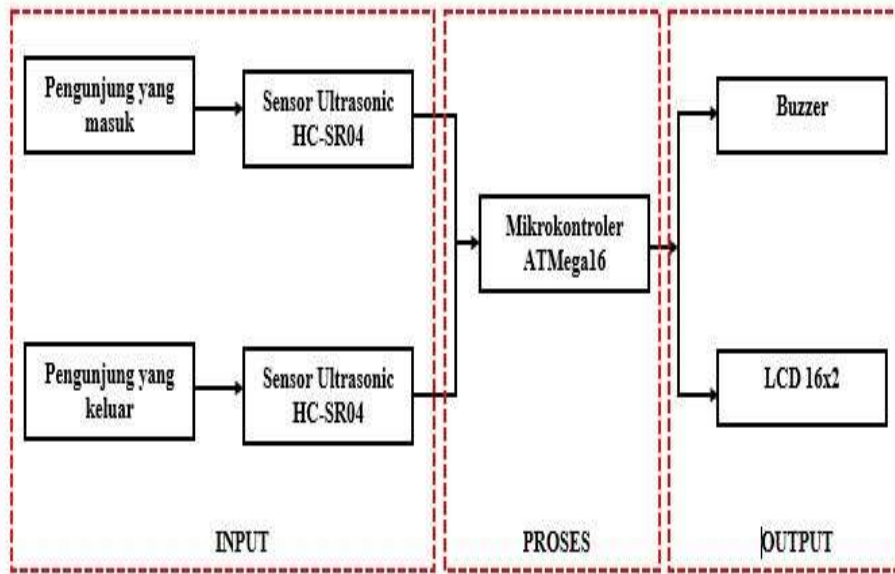 Pengunjung yang
masuk
Sensor Ultrasonic
HC-SR04
Buzzer
Mikrokontroler
ATMega16
Pengunjung yang
keluar
Sensor Ultrasonic
HC-SR04
LCD 16x2
INPUT
PROSES
OUTPUT